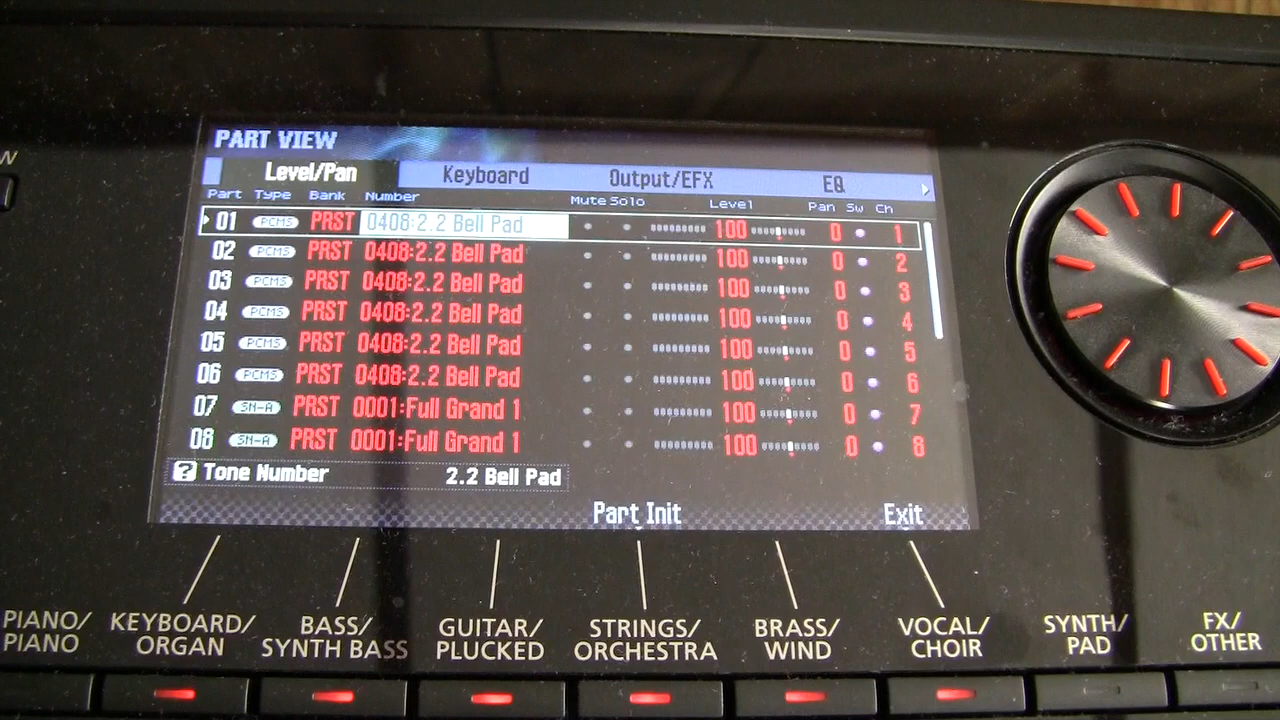 W
PART VIEW
Level/Pan Keyboard Output/EFX EQ
Part Type Bank Number Mute Solo Level Pan Sw Ch
01 PCMS PRST 0408:2.2 Bell Pad 100 0 1
02 PCMS PRST 0408:2.2 Bell Pad 100 0 2
03 PCMS PRST 0408:2.2 Bell Pad 100 0 3
04 PCMS PRST 0408:2.2 Bell Pad 100 0 4
05 PCMS PRST 0408:2.2 Bell Pad 100 0 5
06 PCMS PRST 0408:2.2 Bell Pad 100 0 6
07 SN-A PRST 0001:Full Grand 1 100 0 7
08 SN-A PRST 0001:Full Grand 1 100 0 8
? Tone Number 2.2 Bell Pad
Part Init Exit
PIANO/
PIANO
KEYBOARD/
ORGAN
BASS/
SYNTH BASS
GUITAR/
PLUCKED
STRINGS/
ORCHESTRA
BRASS/
WIND
VOCAL/
CHOIR
SYNTH/
PAD
FX/
OTHER